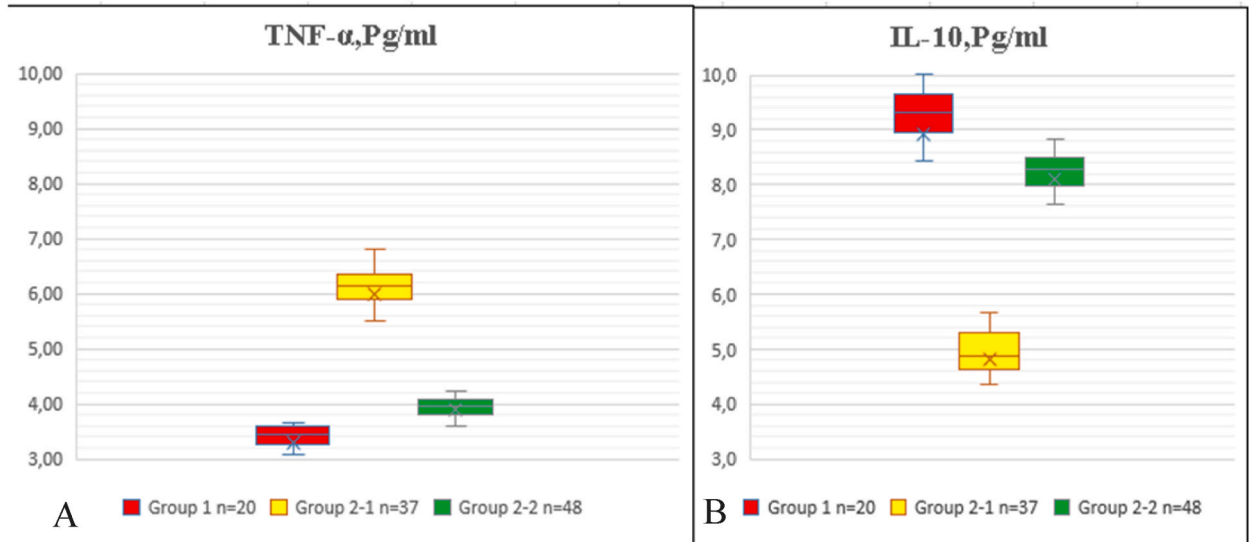 TNF-α,Pg/ml
10,00
9,00
8,00
7,00
6,00
5,00
4,00
3,00
A
Group 1 n=20 Group 2-1 n=37 Group 2-2 n=48
IL-10,Pg/ml
10,0
9,0
8,0
7,0
6,0
5,0
4,0
3,0
B
Group 1 n=20 Group 2-1 n=37 Group 2-2 n=48